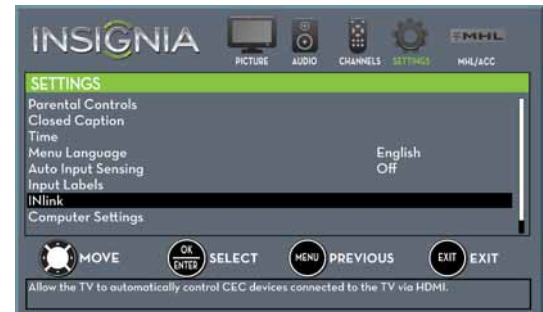 INSIGNIA
PICTURE AUDIO CHANNELS SETTINGS MHL MHL/ACC
SETTINGS
Parental Controls
Closed Caption
Time
Menu Language English
Auto Input Sensing Off
Input Labels
INlink
Computer Settings
MOVE OK ENTER SELECT MENU PREVIOUS EXIT EXIT
Allow the TV to automatically control CEC devices connected to the TV via HDMI.